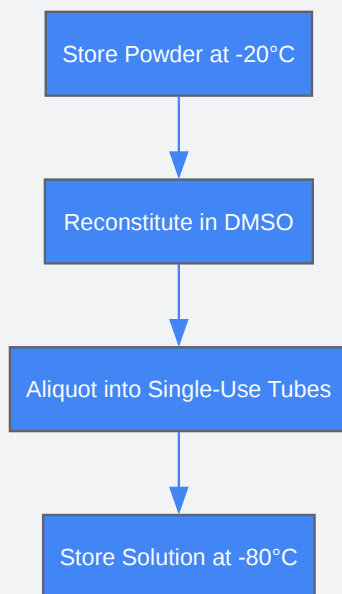 Store Powder at -20°C
Reconstitute in DMSO
Aliquot into Single-Use Tubes
Store Solution at -80°C